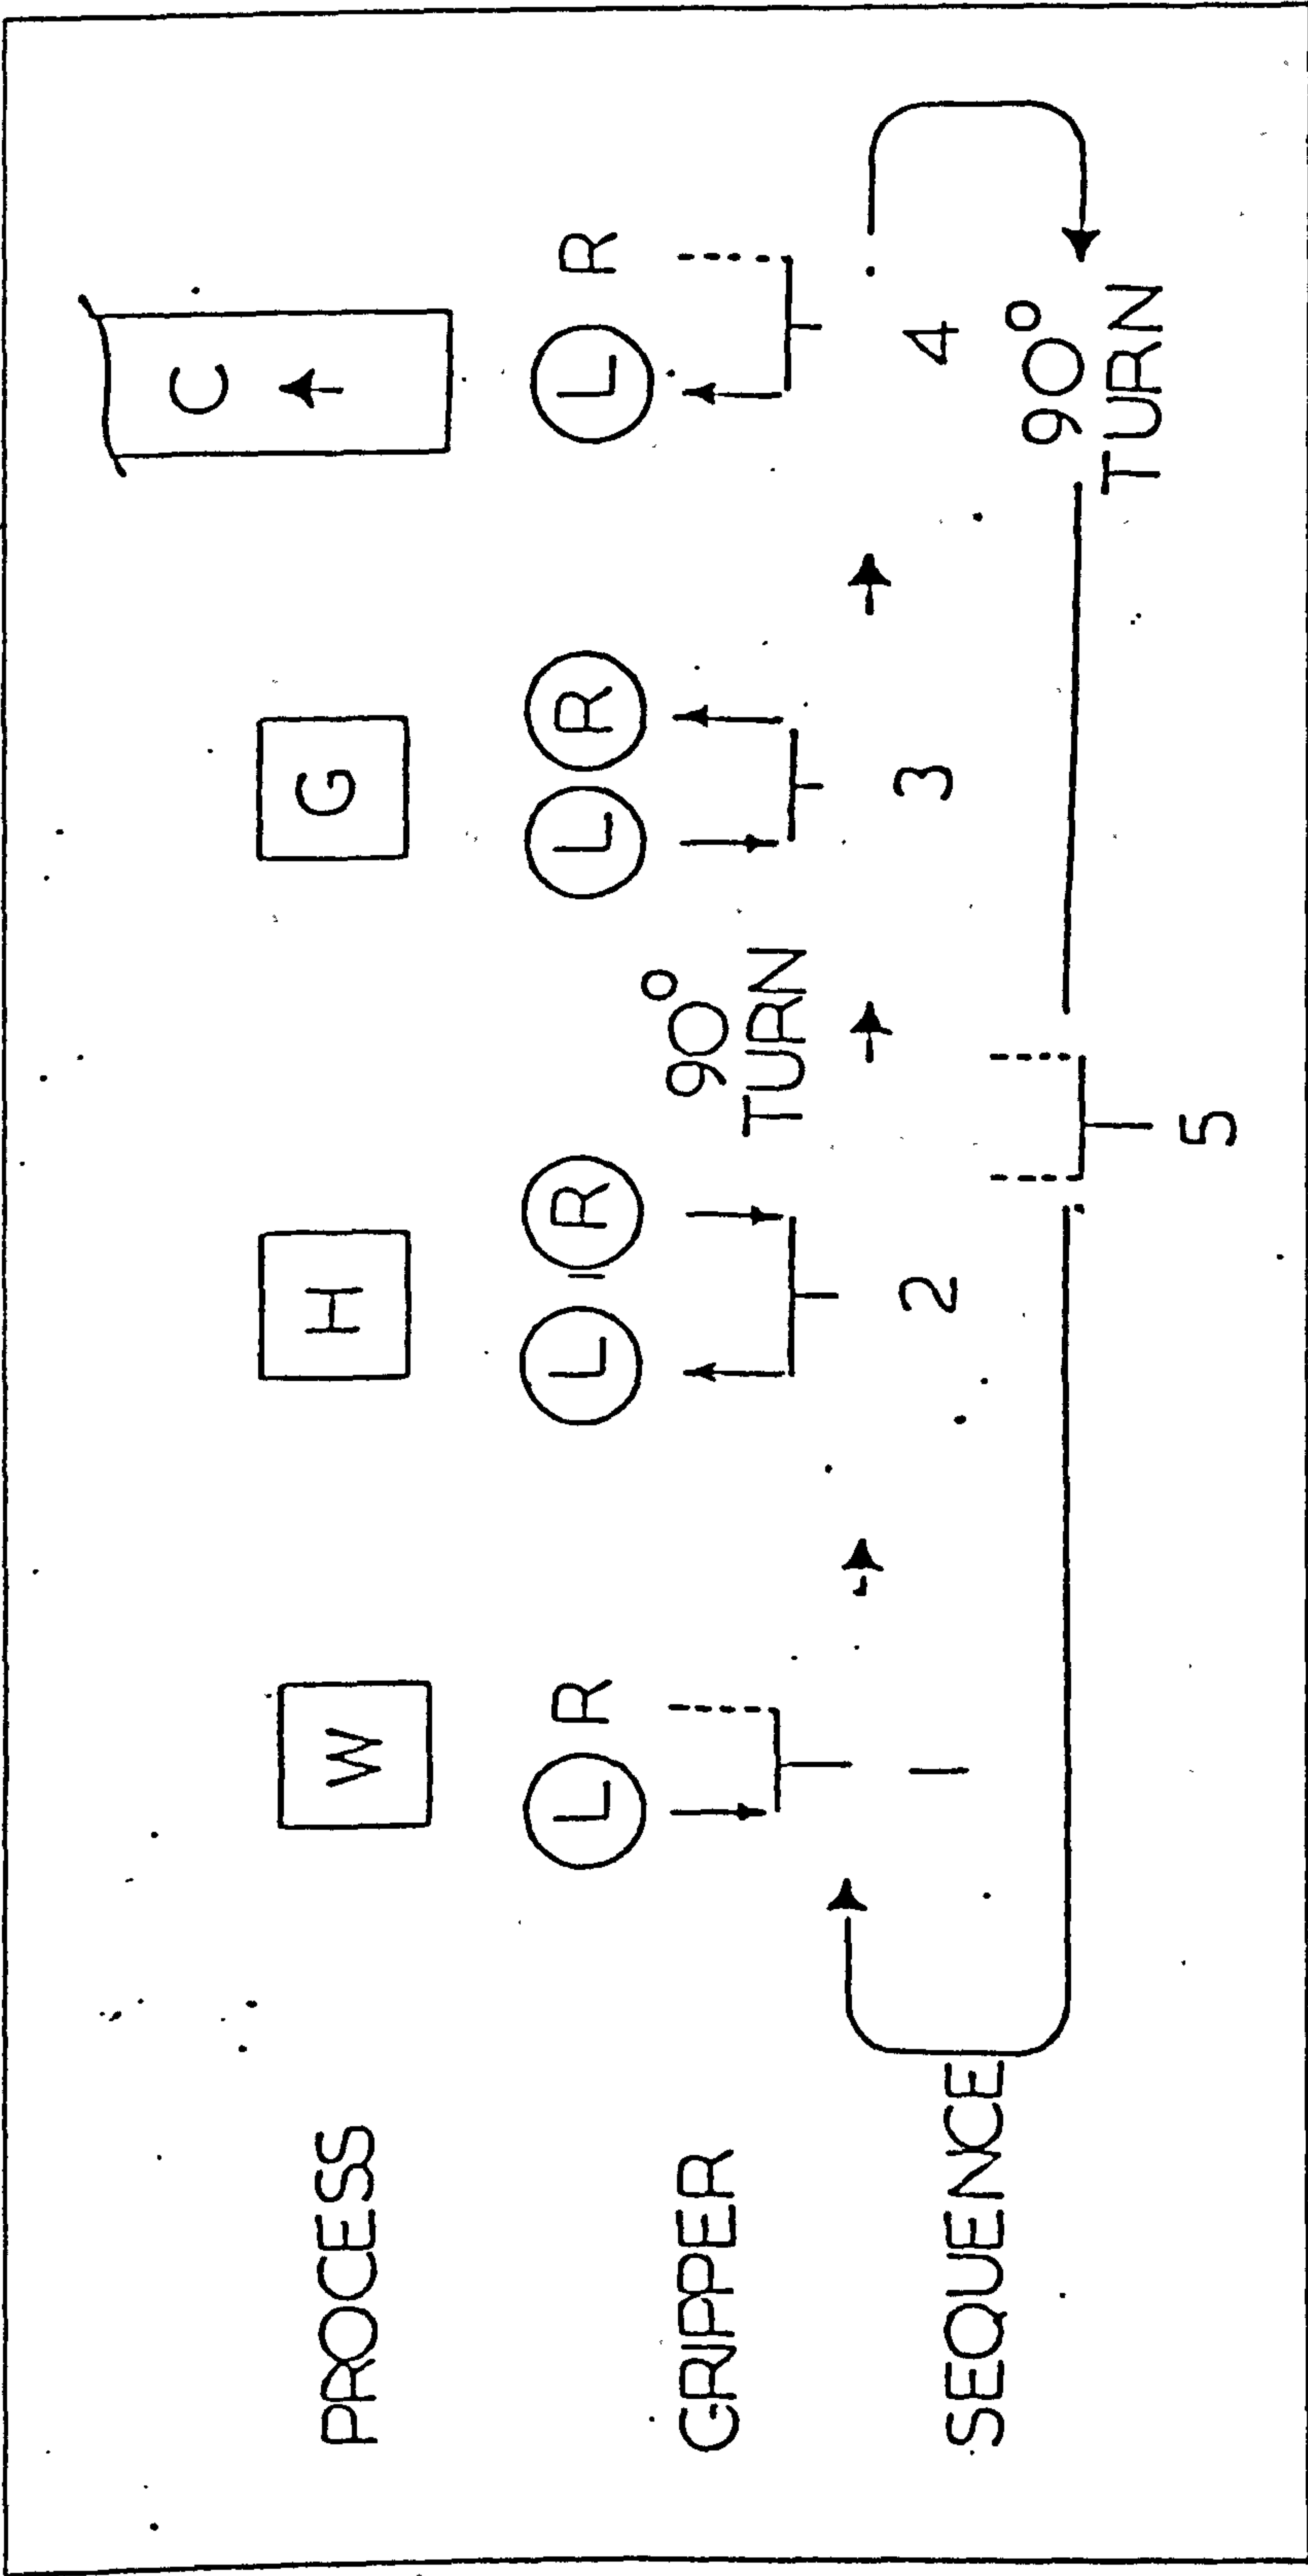 PROCESS W H G C
GRIPPER L R L R 90° TURN L R L R
SEQUENCE 1 2 3 4
90° TURN
5